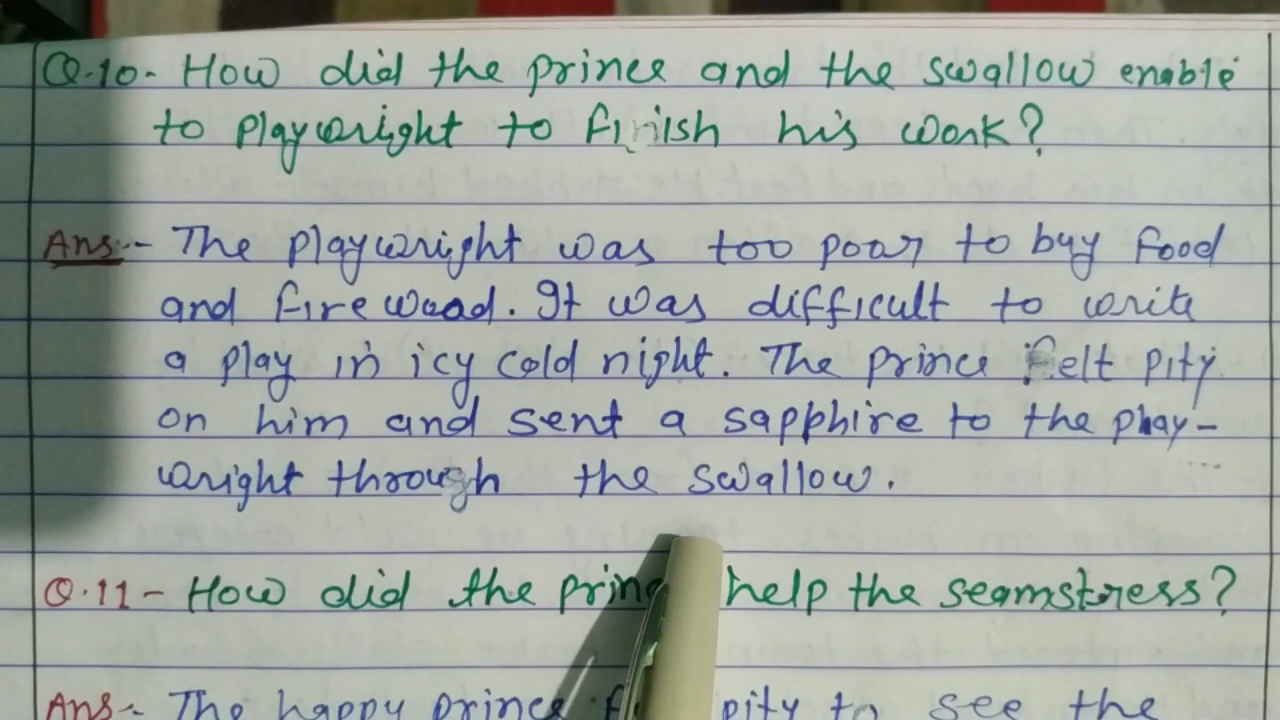 Q.10- How did the prince and the swallow enable
to playwright to finish his work?
Ans:- The playwright was too poor to buy food
and firewood. It was difficult to write
a play in icy cold night. The prince felt pity
on him and sent a sapphire to the play-
wright through the swallow.
Q.11- How did the help the seamstress?
Ans:- The happy prince pity to see the